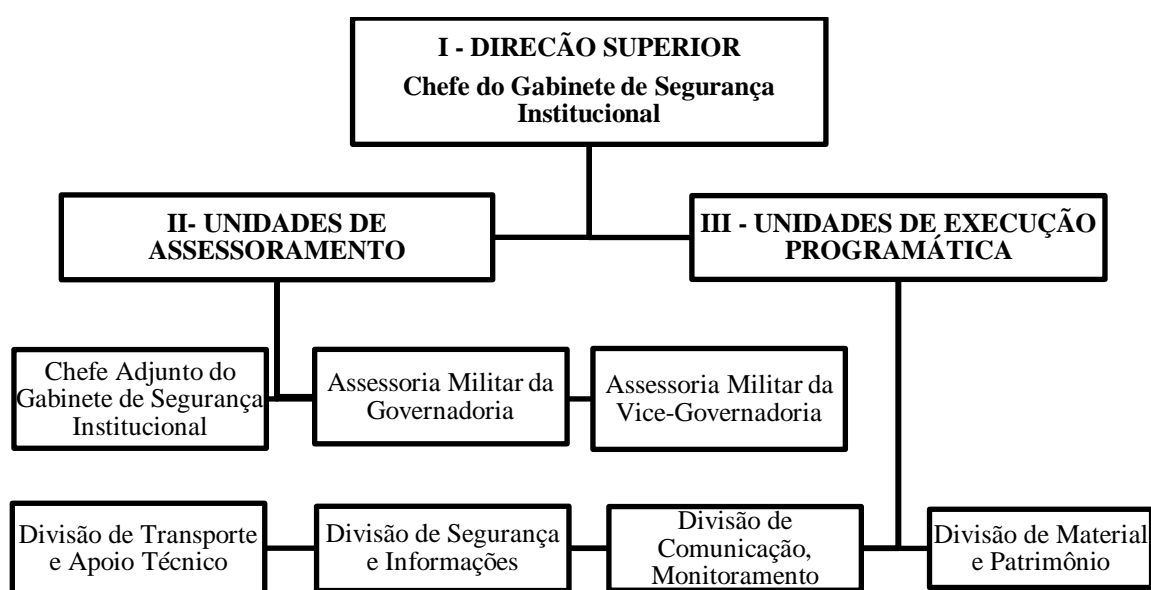 I - DIRECÃO SUPERIOR
Chefe do Gabinete de Segurança
Institucional
II- UNIDADES DE
ASSESSORAMENTO
III - UNIDADES DE EXECUÇÃO
PROGRAMÁTICA
Chefe Adjunto do
Gabinete de Segurança
Institucional
Assessoria Militar da
Governadoria
Assessoria Militar da
Vice-Governadoria
Divisão de Transporte
e Apoio Técnico
Divisão de Segurança
e Informações
Divisão de
Comunicação,
Monitoramento
Divisão de Material
e Patrimônio